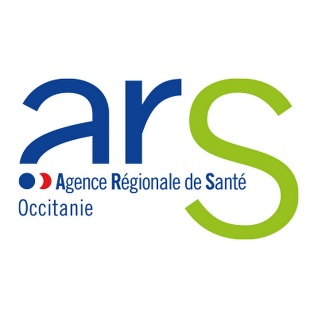 ars
Agence Régionale de Santé
Occitanie